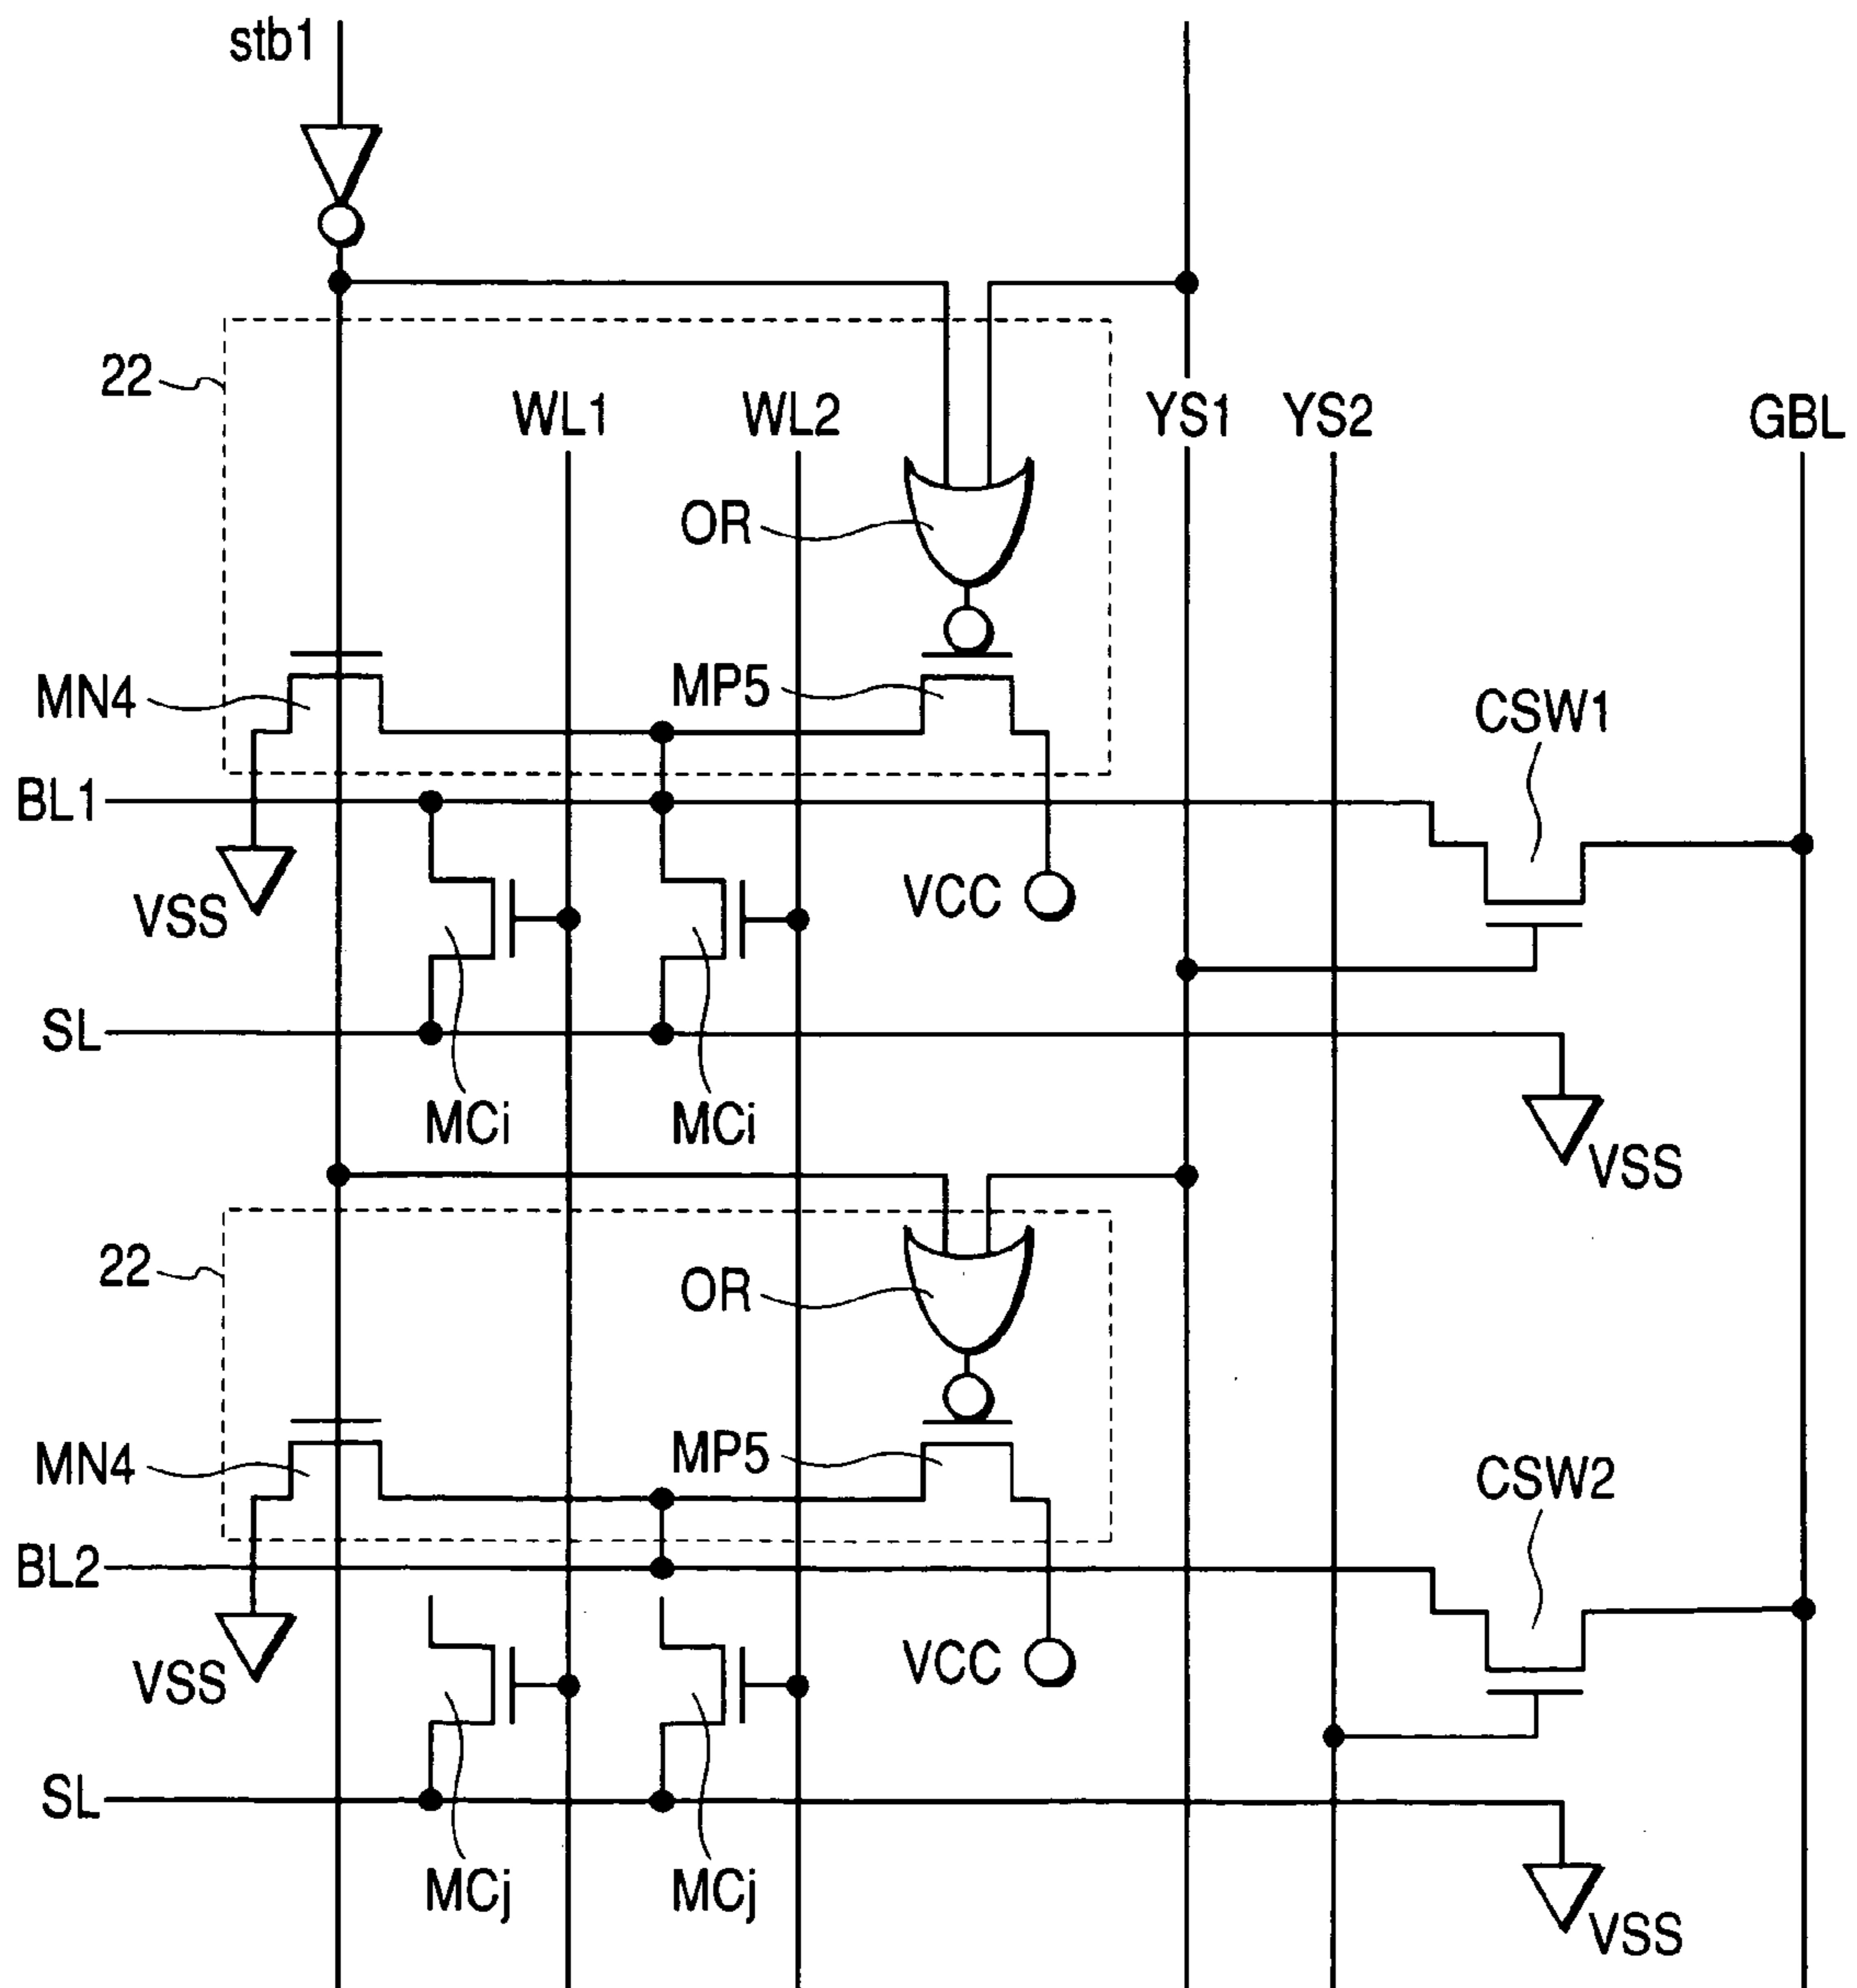 stb1
22
WL1
WL2
YS1
YS2
GBL
OR
MN4
MP5
CSW1
BL1
VSS
VCC
SL
MCi
MCi
VSS
22
OR
MN4
MP5
CSW2
BL2
VSS
VCC
SL
MCj
MCj
VSS